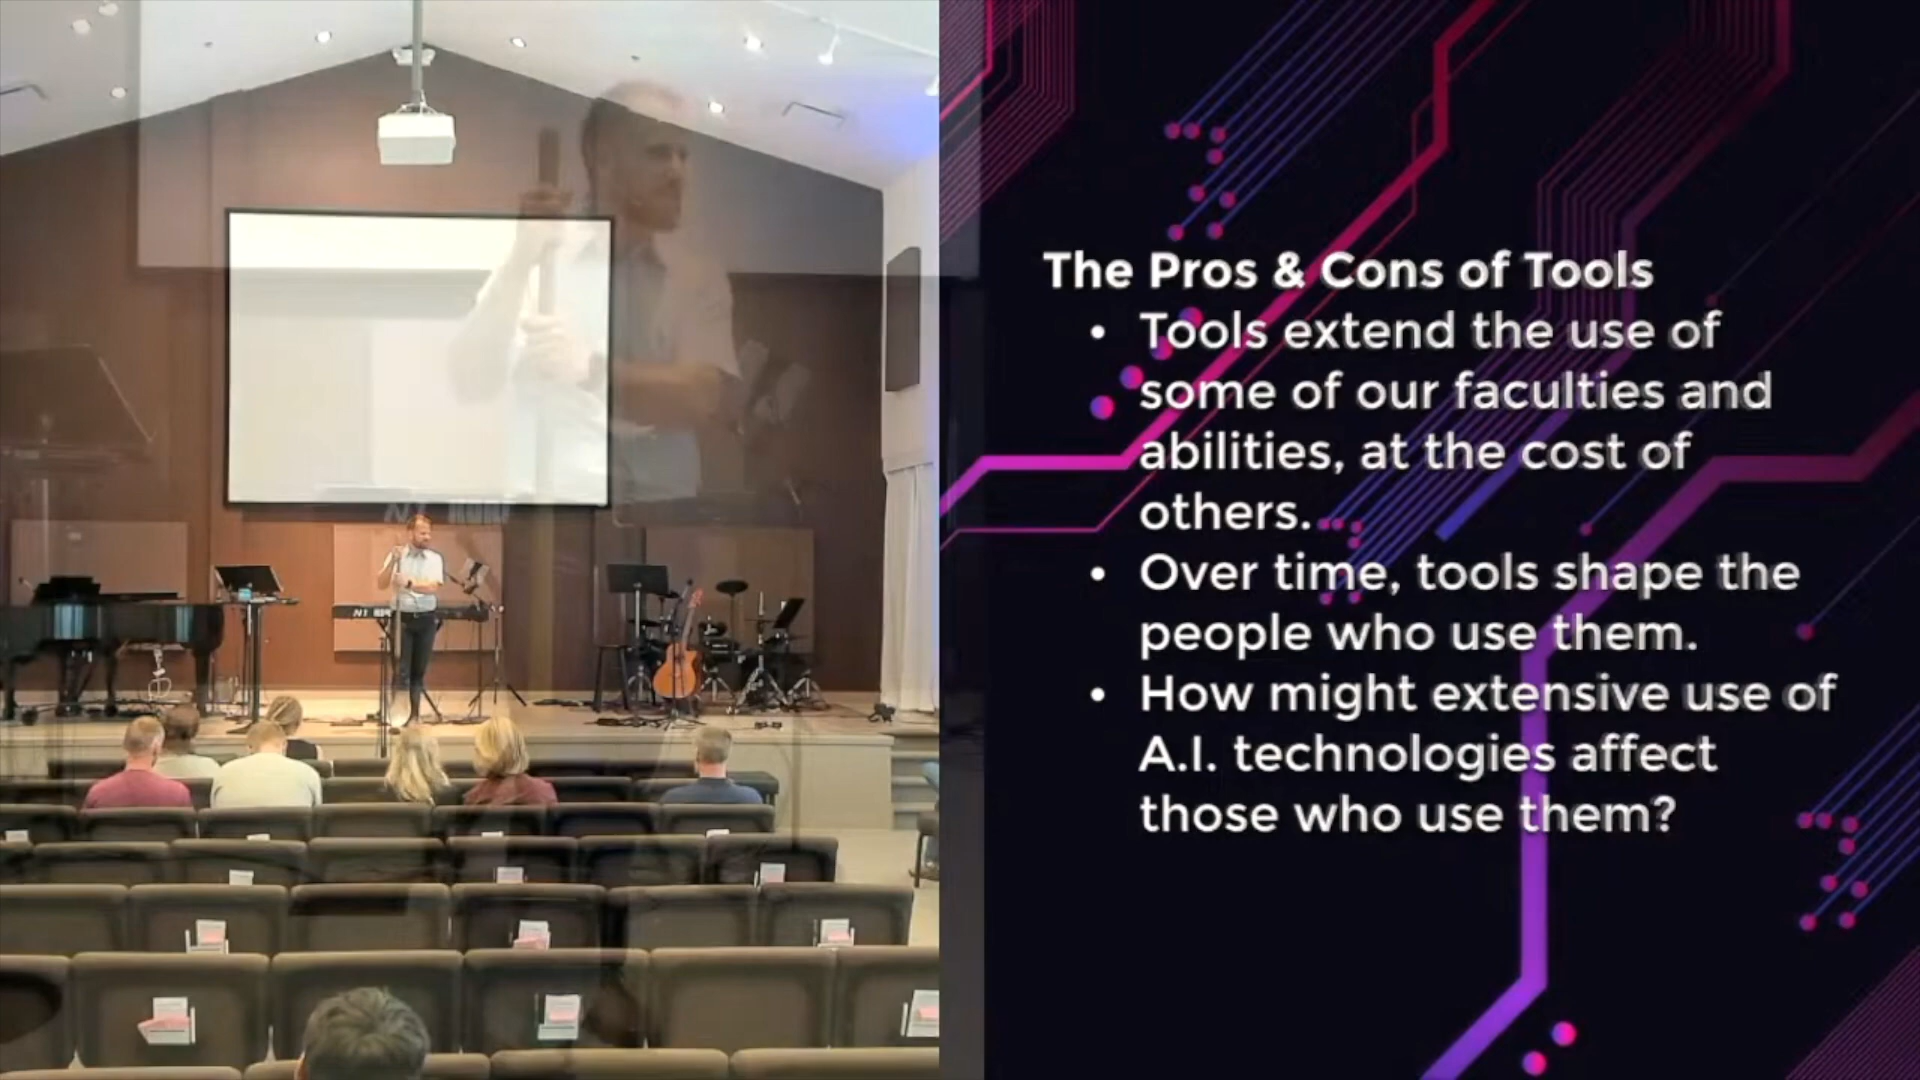 The Pros & Cons of Tools
• Tools extend the use of
some of our faculties and
abilities, at the cost of
others.
• Over time, tools shape the
people who use them.
• How might extensive use of
A.I. technologies affect
those who use them?